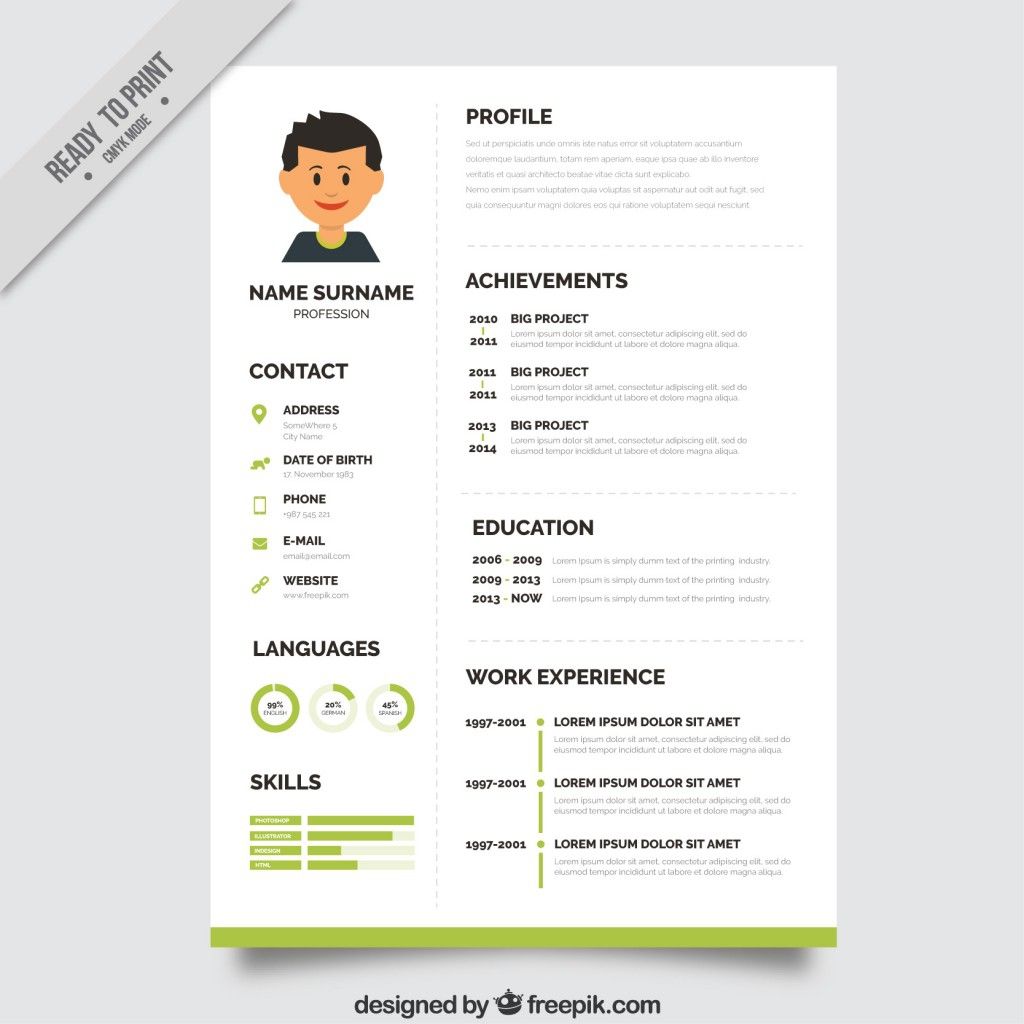 READY TO PRINT
CMYK MODE
NAME SURNAME
PROFESSION
CONTACT
ADDRESS
SomeWhere 5
City Name
DATE OF BIRTH
17. November 1983
PHONE
+987 545 221
E-MAIL
email@email.com
WEBSITE
www.freepik.com
LANGUAGES
99%
ENGLISH
20%
GERMAN
45%
SPANISH
SKILLS
PHOTOSHOP
ILLUSTRATOR
INDESIGN
HTML
PROFILE
Sed ut perspiciatis unde omnis iste natus error sit voluptatem accusantium
doloremque laudantium, totam rem aperiam, eaque ipsa quae ab illo inventore
veritatis et quasi architecto beatae vitae dicta sunt explicabo.
Nemo enim ipsam voluptatem quia voluptas sit aspernatur aut odit aut fugit, sed
quia consequuntur magni dolores eos qui ratione voluptatem sequi nesciunt
ACHIEVEMENTS
2010 BIG PROJECT
Lorem ipsum dolor sit amet, consectetur adipiscing elit, sed do
2011 eiusmod tempor incididunt ut labore et dolore magna aliqua.
2011 BIG PROJECT
Lorem ipsum dolor sit amet, consectetur adipiscing elit, sed do
2011 eiusmod tempor incididunt ut labore et dolore magna aliqua.
2013 BIG PROJECT
Lorem ipsum dolor sit amet, consectetur adipiscing elit, sed do
2014 eiusmod tempor incididunt ut labore et dolore magna aliqua.
EDUCATION
2006 - 2009 Lorem Ipsum is simply dumm text of the printing industry.
2009 - 2013 Lorem Ipsum is simply dumm text of the printing industry.
2013 - NOW Lorem Ipsum is simply dummy text of the printing industry.
WORK EXPERIENCE
1997-2001 LOREM IPSUM DOLOR SIT AMET
Lorem ipsum dolor sit amet, consectetur adipiscing elit, sed do
eiusmod tempor incididunt ut labore et dolore magna aliqua.
1997-2001 LOREM IPSUM DOLOR SIT AMET
Lorem ipsum dolor sit amet, consectetur adipiscing elit, sed do
eiusmod tempor incididunt ut labore et dolore magna aliqua.
1997-2001 LOREM IPSUM DOLOR SIT AMET
Lorem ipsum dolor sit amet, consectetur adipiscing elit, sed do
eiusmod tempor incididunt ut labore et dolore magna aliqua.
designed by freepik.com